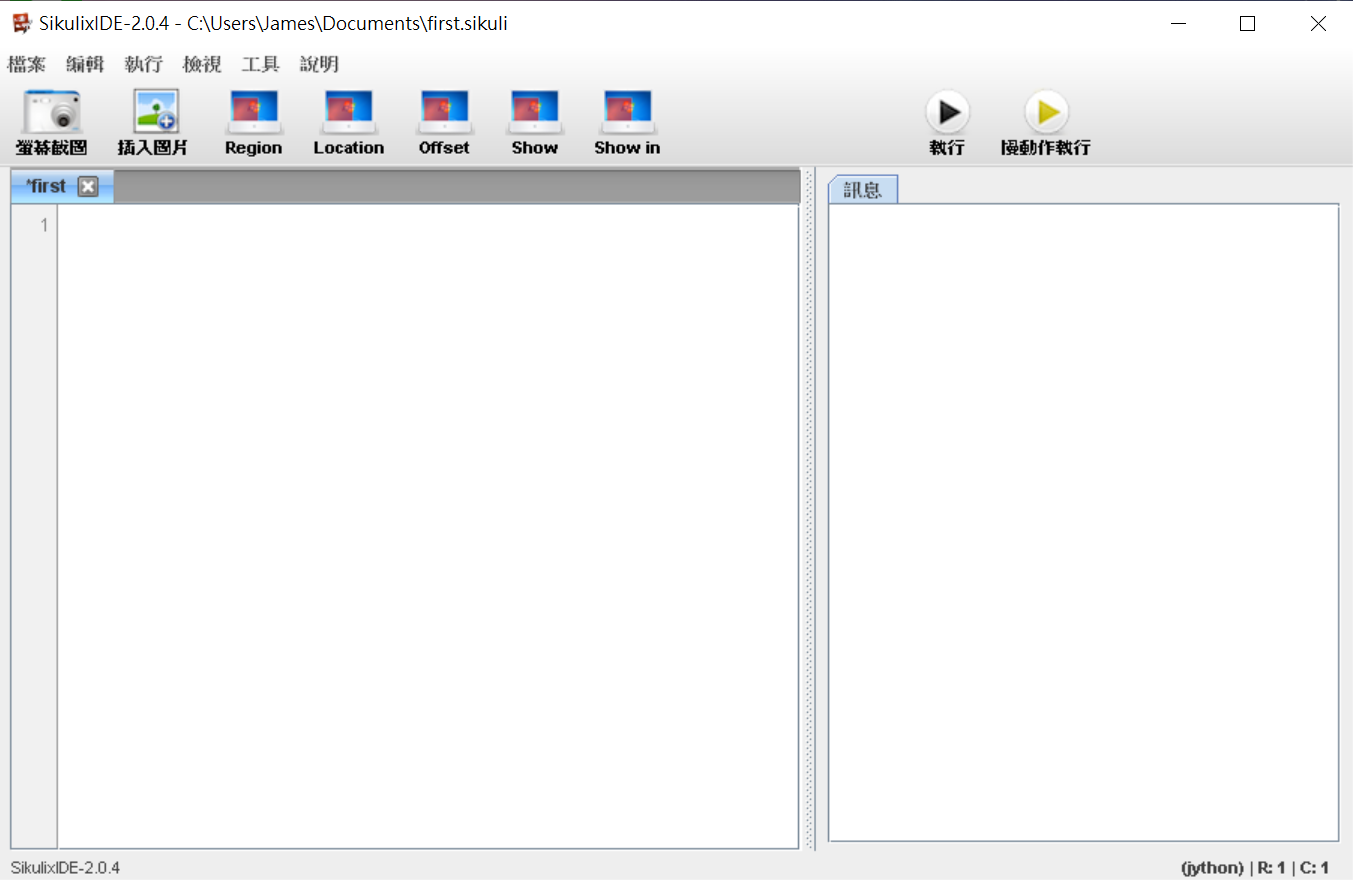 SikulixIDE-2.0.4 - C:\Users\James\Documents\first.sikuli
檔案 編輯 執行 檢視 工具 說明
螢幕截圖 插入圖片 Region Location Offset Show Show in 執行 慢動作執行
*first 訊息
1
SikulixIDE-2.0.4 (jython) | R: 1 | C: 1